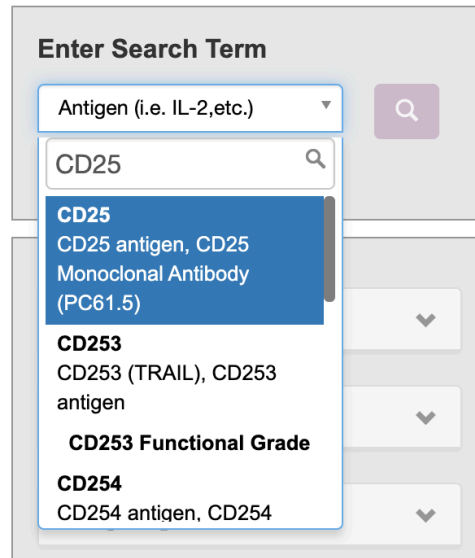 Enter Search Term
Antigen (i.e. IL-2,etc.)
CD25
CD25
CD25 antigen, CD25
Monoclonal Antibody
(PC61.5)
CD253
CD253 (TRAIL), CD253
antigen
CD253 Functional Grade
CD254
CD254 antigen, CD254